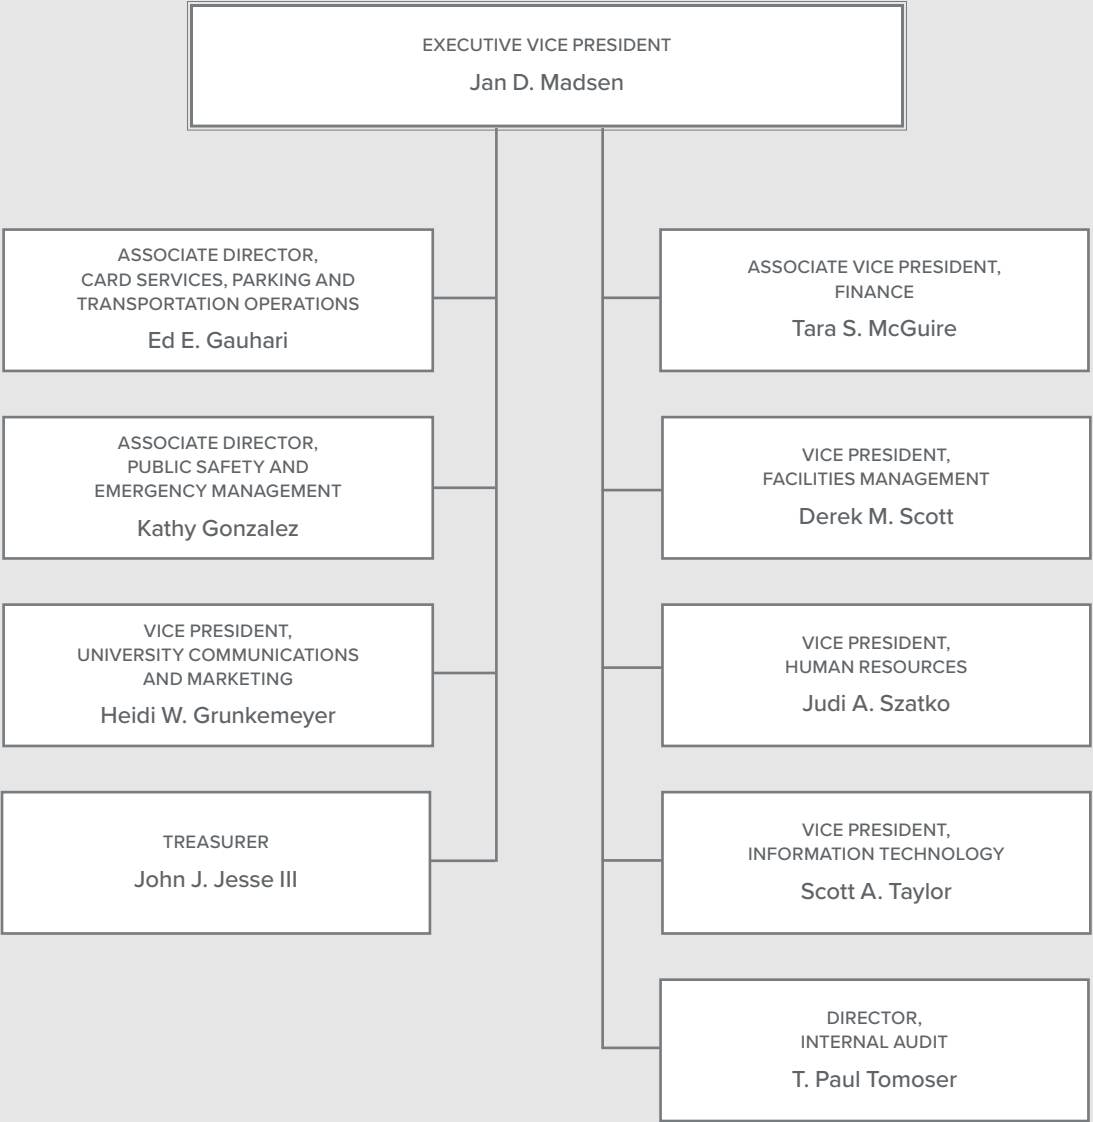 EXECUTIVE VICE PRESIDENT
Jan D. Madsen
ASSOCIATE DIRECTOR,
CARD SERVICES, PARKING AND
TRANSPORTATION OPERATIONS
Ed E. Gauhari
ASSOCIATE DIRECTOR,
PUBLIC SAFETY AND
EMERGENCY MANAGEMENT
Kathy Gonzalez
VICE PRESIDENT,
UNIVERSITY COMMUNICATIONS
AND MARKETING
Heidi W. Grunkemeyer
TREASURER
John J. Jesse III
ASSOCIATE VICE PRESIDENT,
FINANCE
Tara S. McGuire
VICE PRESIDENT,
FACILITIES MANAGEMENT
Derek M. Scott
VICE PRESIDENT,
HUMAN RESOURCES
Judi A. Szatko
VICE PRESIDENT,
INFORMATION TECHNOLOGY
Scott A. Taylor
DIRECTOR,
INTERNAL AUDIT
T. Paul Tomoser